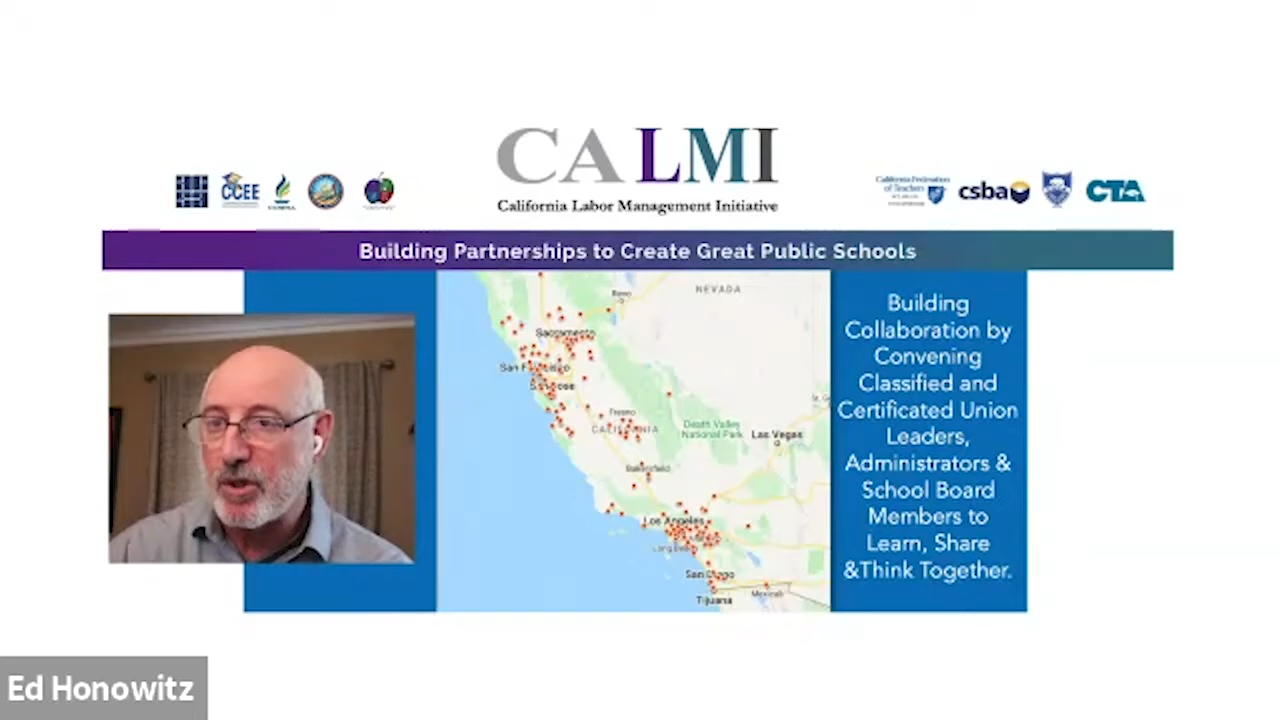 CA LMI
California Labor Management Initiative
CCEE
California Federation
of Teachers
csba
CTA
Building Partnerships to Create Great Public Schools
NEVADA
Reno
Sacramento
San Francisco
San Jose
Fresno
CALIFORNIA
Death Valley
National Park
Las Vegas
Bakersfield
Los Angeles
Long Beach
San Diego
Tijuana
Mexicali
Building
Collaboration by
Convening
Classified and
Certificated Union
Leaders,
Administrators &
School Board
Members to
Learn, Share
&Think Together.
Ed Honowitz